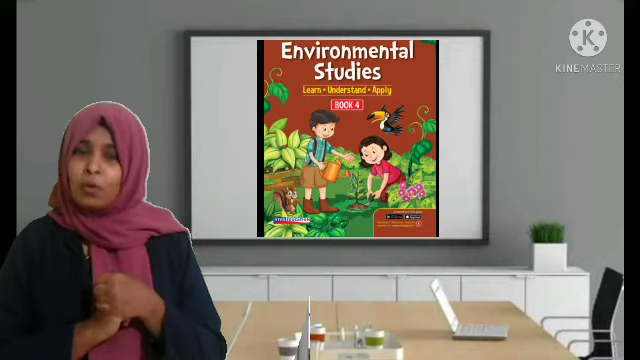 Environmental
Studies
Learn • Understand • Apply
BOOK 4
K
KINEMASTER